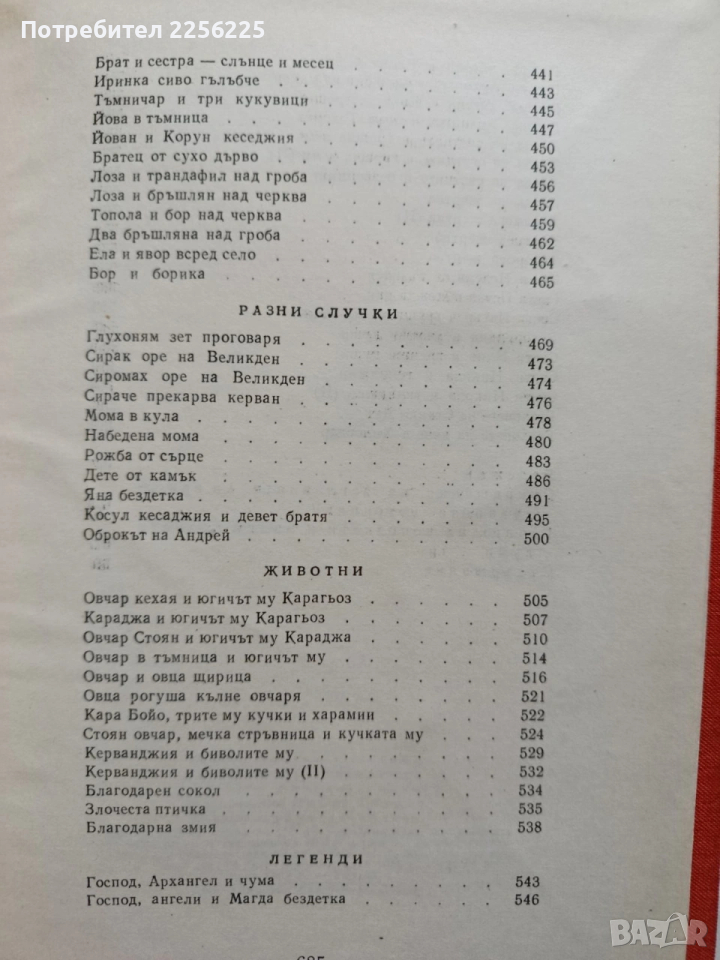 Потребител 2256225
Брат и сестра — слънце и месец . . . . . 441
Иринка сиво гълъбче . . . . . . . 443
Тъмничар и три кукувици . . . . . . 445
Йова в тъмница . . . . . . . . 447
Йован и Корун кеседжия . . . . . . . 450
Братец от сухо дърво . . . . . . . 453
Лоза и трандафил над гроба . . . . . . 456
Лоза и бръшлян над черква . . . . . . 457
Топола и бор над черква . . . . . . 459
Два бръшляна над гроба . . . . . . 462
Ела и явор всред село . . . . . . . 464
Бор и борика . . . . . . . . 465
РАЗНИ СЛУЧКИ
Глухоням зет проговаря . . . . . . . 469
Сирак оре на Великден . . . . . . . 473
Сиромах оре на Великден . . . . . . 474
Сираче прекарва керван . . . . . . . 476
Мома в кула . . . . . . . . . 478
Набедена мома . . . . . . . . 480
Рожба от сърце . . . . . . . . 483
Дете от камък . . . . . . . . 486
Яна бездетка . . . . . . . . . 491
Косул кесаджия и девет братя . . . . . 495
Оброкът на Андрей . . . . . . . . 500
ЖИВОТНИ
Овчар кехая и югичът му Карагьоз . . . . . 505
Караджа и югичът му Карагьоз . . . . . 507
Овчар Стоян и югичът му Караджа . . . . . 510
Овчар в тъмница и югичът му . . . . . 514
Овчар и овца щирица . . . . . . . 516
Овца рогуша кълне овчаря . . . . . . 521
Кара Бойо, трите му кучки и харамии . . . . 522
Стоян овчар, мечка стръвница и кучката му . . . 524
Керванджия и биволите му . . . . . . 529
Керванджия и биволите му (II) . . . . . 532
Благодарен сокол . . . . . . . . 534
Злочеста птичка . . . . . . . . 535
Благодарна змия . . . . . . . . 538
ЛЕГЕНДИ
Господ, Архангел и чума . . . . . . 543
Господ, ангели и Магда бездетка . . . . . 546
BAZAR